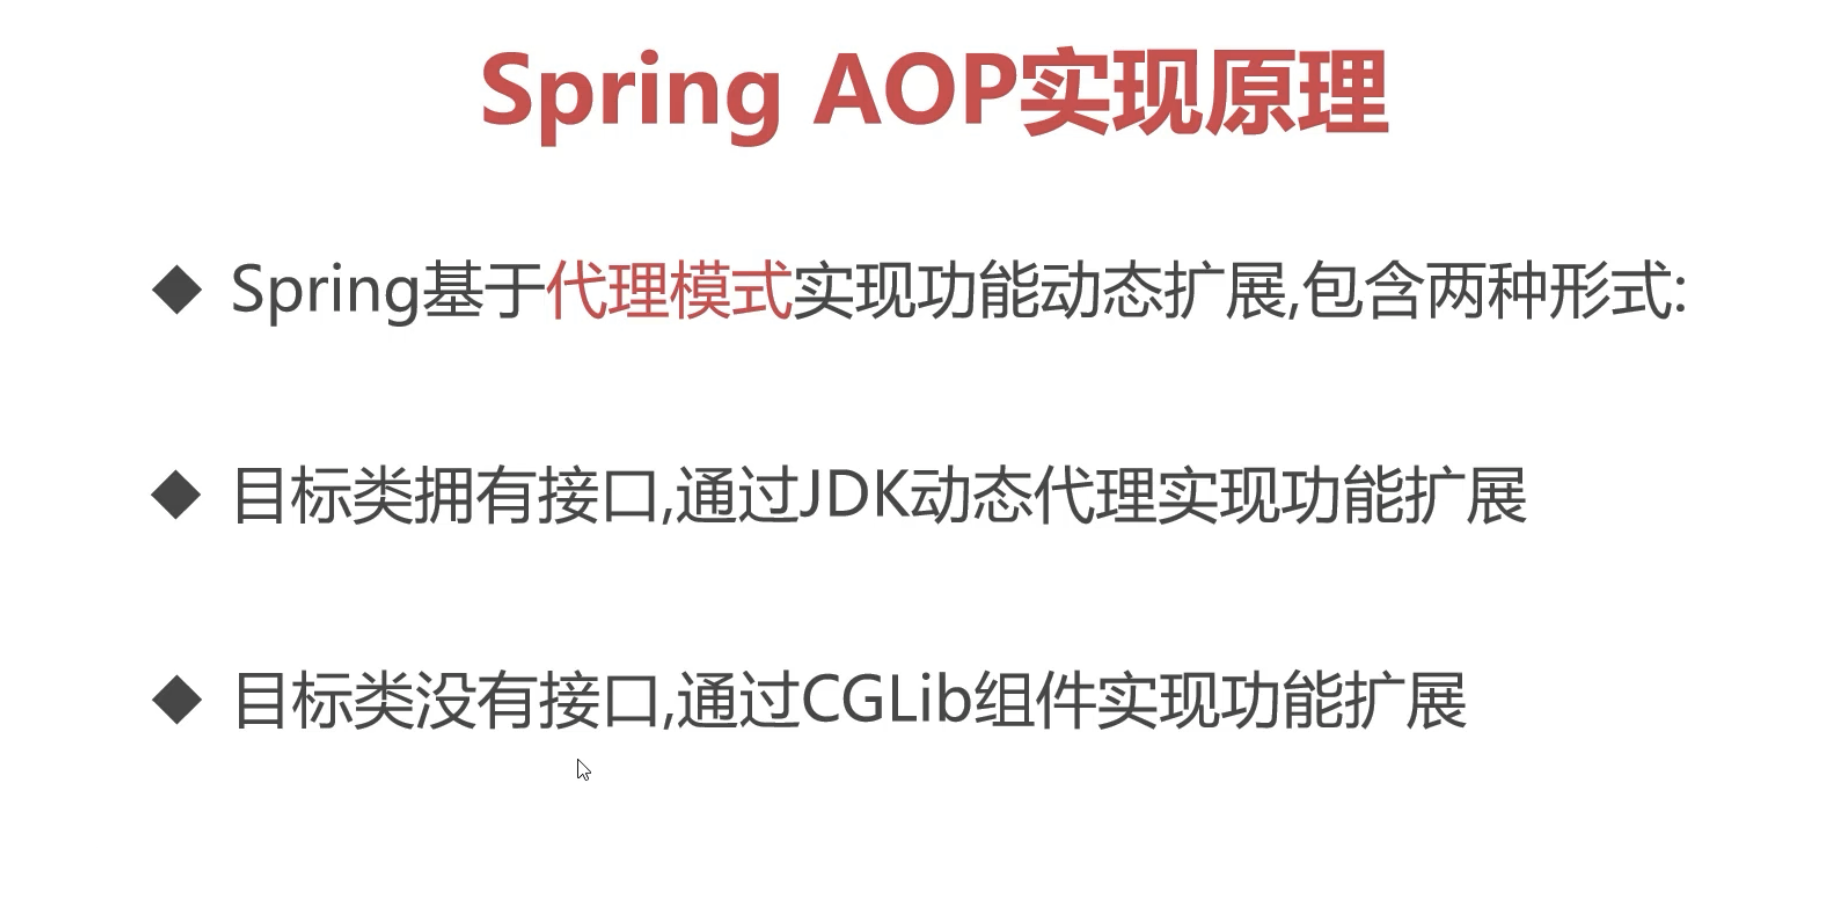 Spring AOP实现原理
Spring基于代理模式实现功能动态扩展,包含两种形式:
目标类拥有接口,通过JDK动态代理实现功能扩展
目标类没有接口,通过CGLib组件实现功能扩展